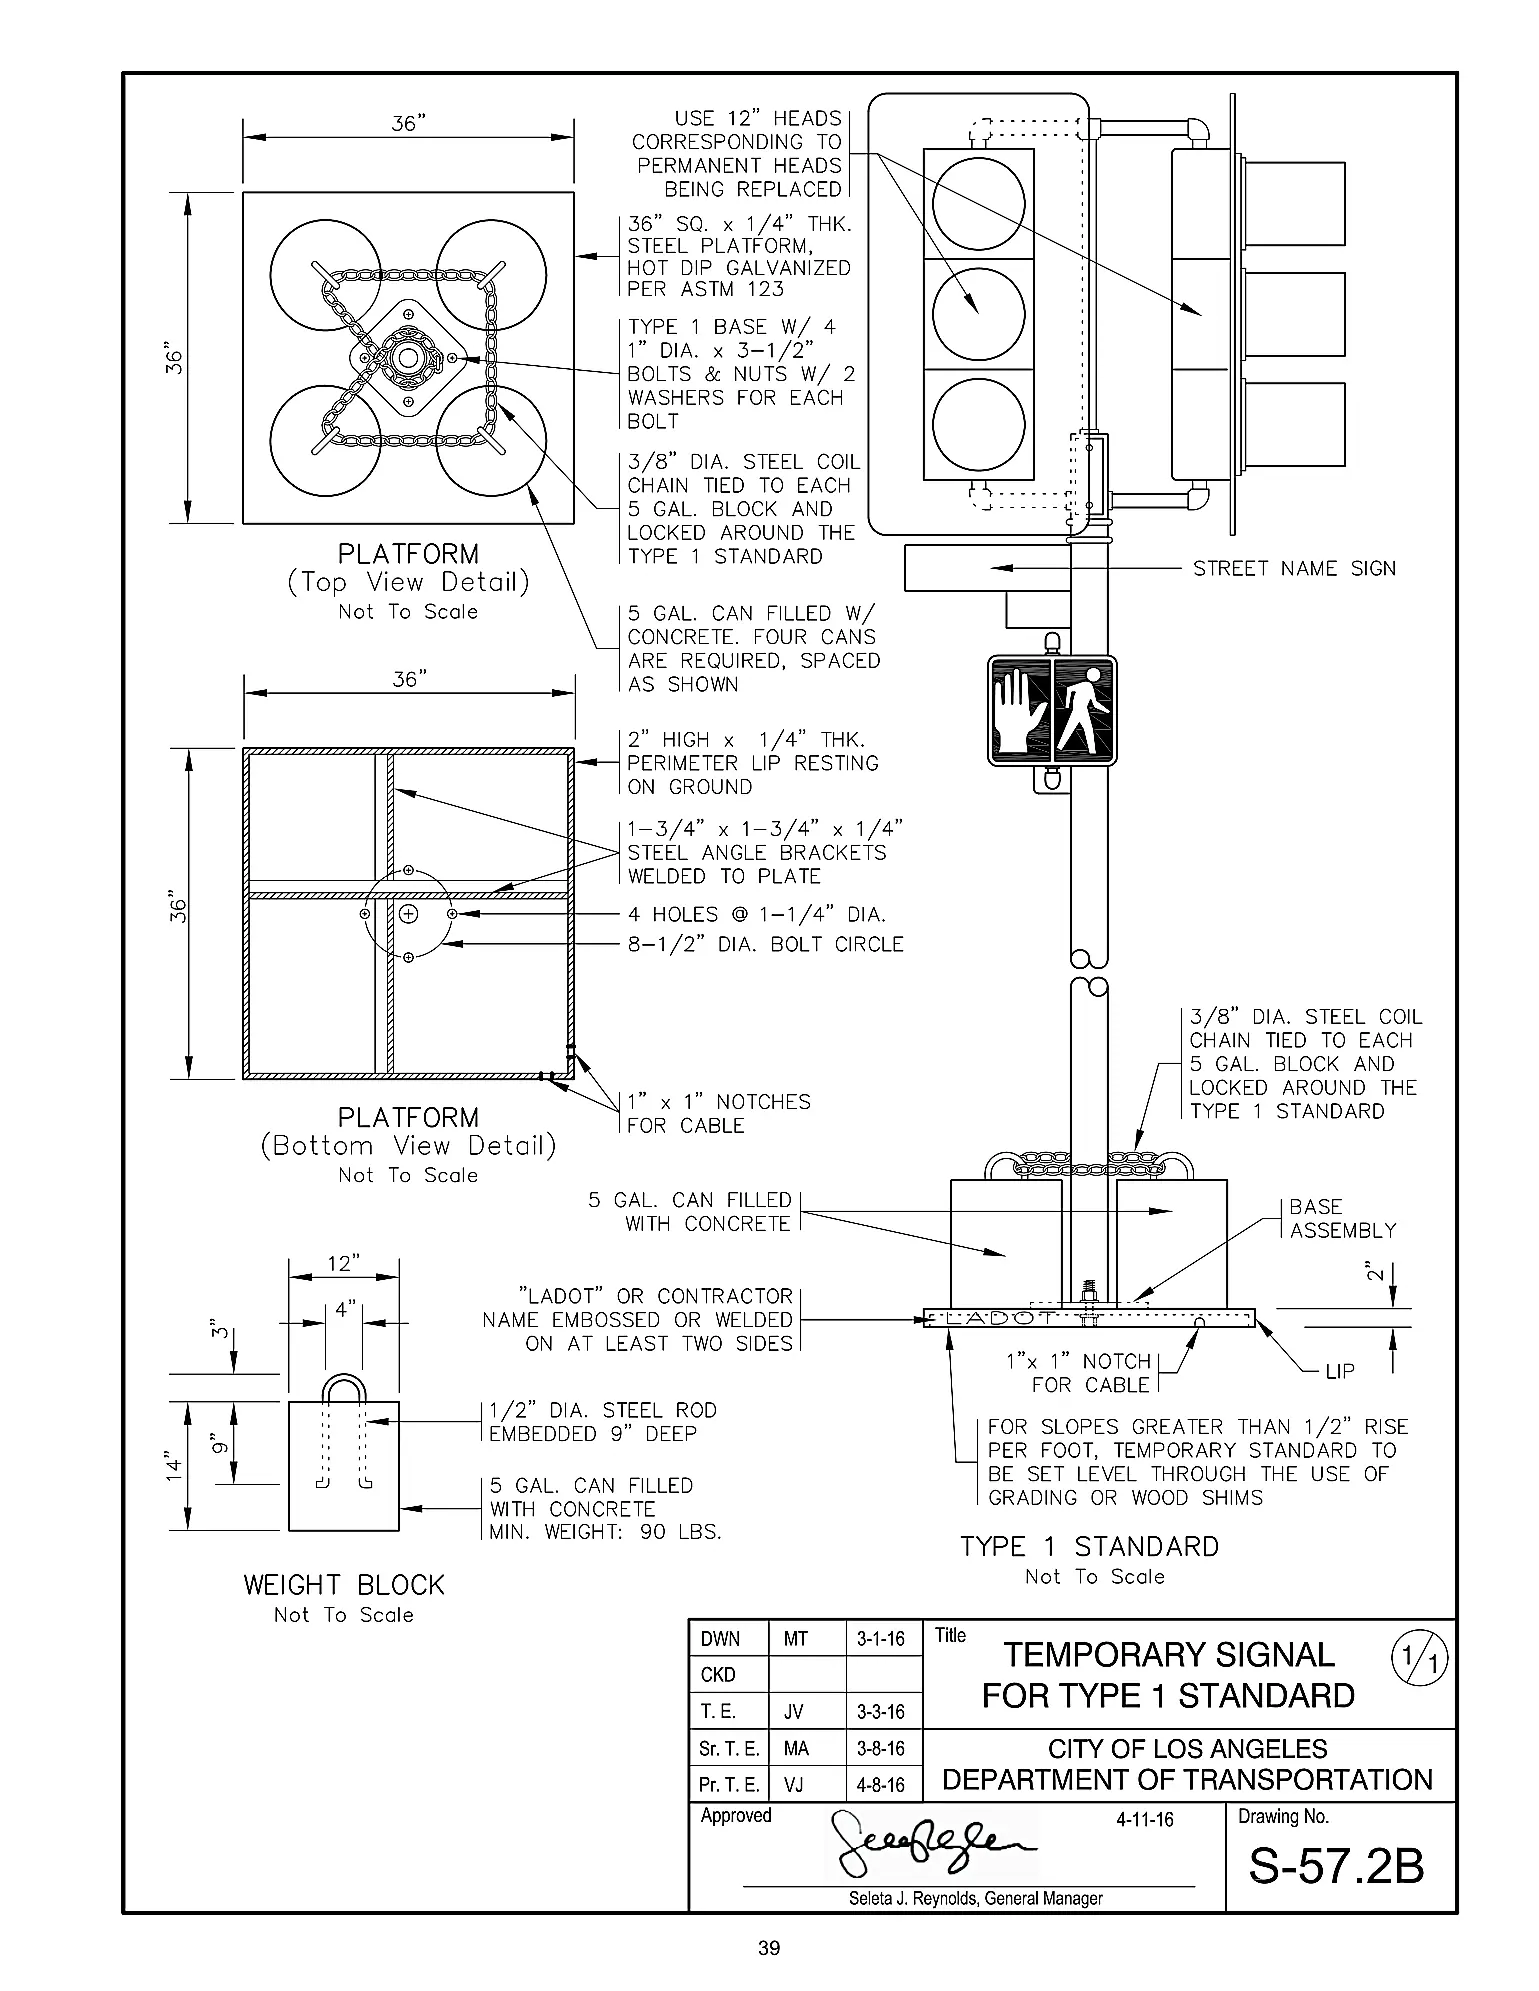 36"
36"
PLATFORM
(Top View Detail)
Not To Scale
USE 12" HEADS
CORRESPONDING TO
PERMANENT HEADS
BEING REPLACED
36" SQ. x 1/4" THK.
STEEL PLATFORM,
HOT DIP GALVANIZED
PER ASTM 123
TYPE 1 BASE W/ 4
1" DIA. x 3-1/2"
BOLTS & NUTS W/ 2
WASHERS FOR EACH
BOLT
3/8" DIA. STEEL COIL
CHAIN TIED TO EACH
5 GAL. BLOCK AND
LOCKED AROUND THE
TYPE 1 STANDARD
5 GAL. CAN FILLED W/
CONCRETE. FOUR CANS
ARE REQUIRED, SPACED
AS SHOWN
STREET NAME SIGN
36"
36"
PLATFORM
(Bottom View Detail)
Not To Scale
2" HIGH x 1/4" THK.
PERIMETER LIP RESTING
ON GROUND
1-3/4" x 1-3/4" x 1/4"
STEEL ANGLE BRACKETS
WELDED TO PLATE
4 HOLES @ 1-1/4" DIA.
8-1/2" DIA. BOLT CIRCLE
1" x 1" NOTCHES
FOR CABLE
3/8" DIA. STEEL COIL
CHAIN TIED TO EACH
5 GAL. BLOCK AND
LOCKED AROUND THE
TYPE 1 STANDARD
5 GAL. CAN FILLED
WITH CONCRETE
BASE
ASSEMBLY
"LADOT" OR CONTRACTOR
NAME EMBOSSED OR WELDED
ON AT LEAST TWO SIDES
LADOT
2"
1"x 1" NOTCH
FOR CABLE
LIP
FOR SLOPES GREATER THAN 1/2" RISE
PER FOOT, TEMPORARY STANDARD TO
BE SET LEVEL THROUGH THE USE OF
GRADING OR WOOD SHIMS
TYPE 1 STANDARD
Not To Scale
12"
4"
3"
9"
14"
1/2" DIA. STEEL ROD
EMBEDDED 9" DEEP
5 GAL. CAN FILLED
WITH CONCRETE
MIN. WEIGHT: 90 LBS.
WEIGHT BLOCK
Not To Scale
DWN MT 3-1-16
CKD
T. E. JV 3-3-16
Sr. T. E. MA 3-8-16
Pr. T. E. VJ 4-8-16
Title
TEMPORARY SIGNAL
FOR TYPE 1 STANDARD
1/1
CITY OF LOS ANGELES
DEPARTMENT OF TRANSPORTATION
Approved
4-11-16
Seleta J. Reynolds, General Manager
Drawing No.
S-57.2B
39